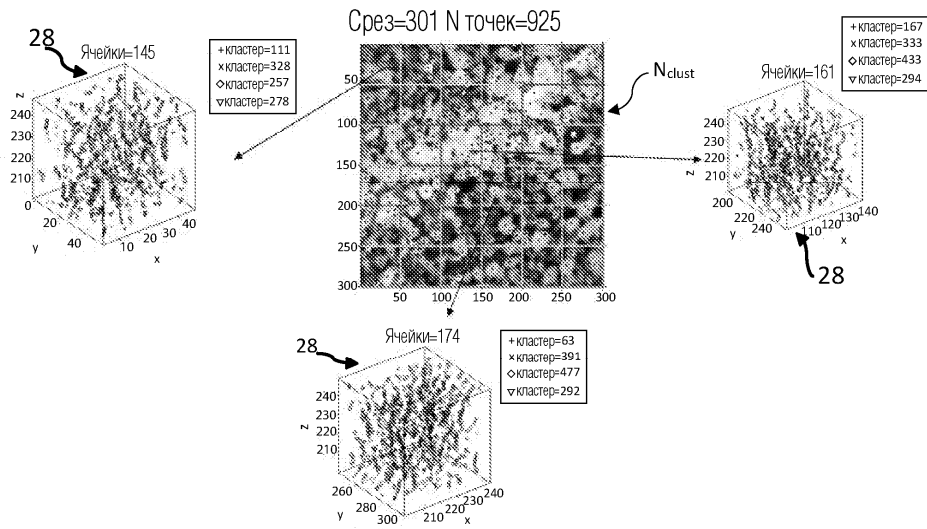 Срез=301 N точек=925
28
Ячейки=145
+кластер=111
×кластер=328
◇кластер=257
▽кластер=278
z
240
230
220
210
0
20
40
y
10 20 30 40
x
50
100
150
200
250
300
50 100 150 200 250 300
Nclust
+кластер=167
×кластер=333
◇кластер=433
▽кластер=294
Ячейки=161
z
240
230
220
210
200
220
240
y
110 120 130 140
x
28
28
Ячейки=174
+кластер=63
×кластер=391
◇кластер=477
▽кластер=292
z
240
230
220
210
260
280
300
y
210 220 230 240
x